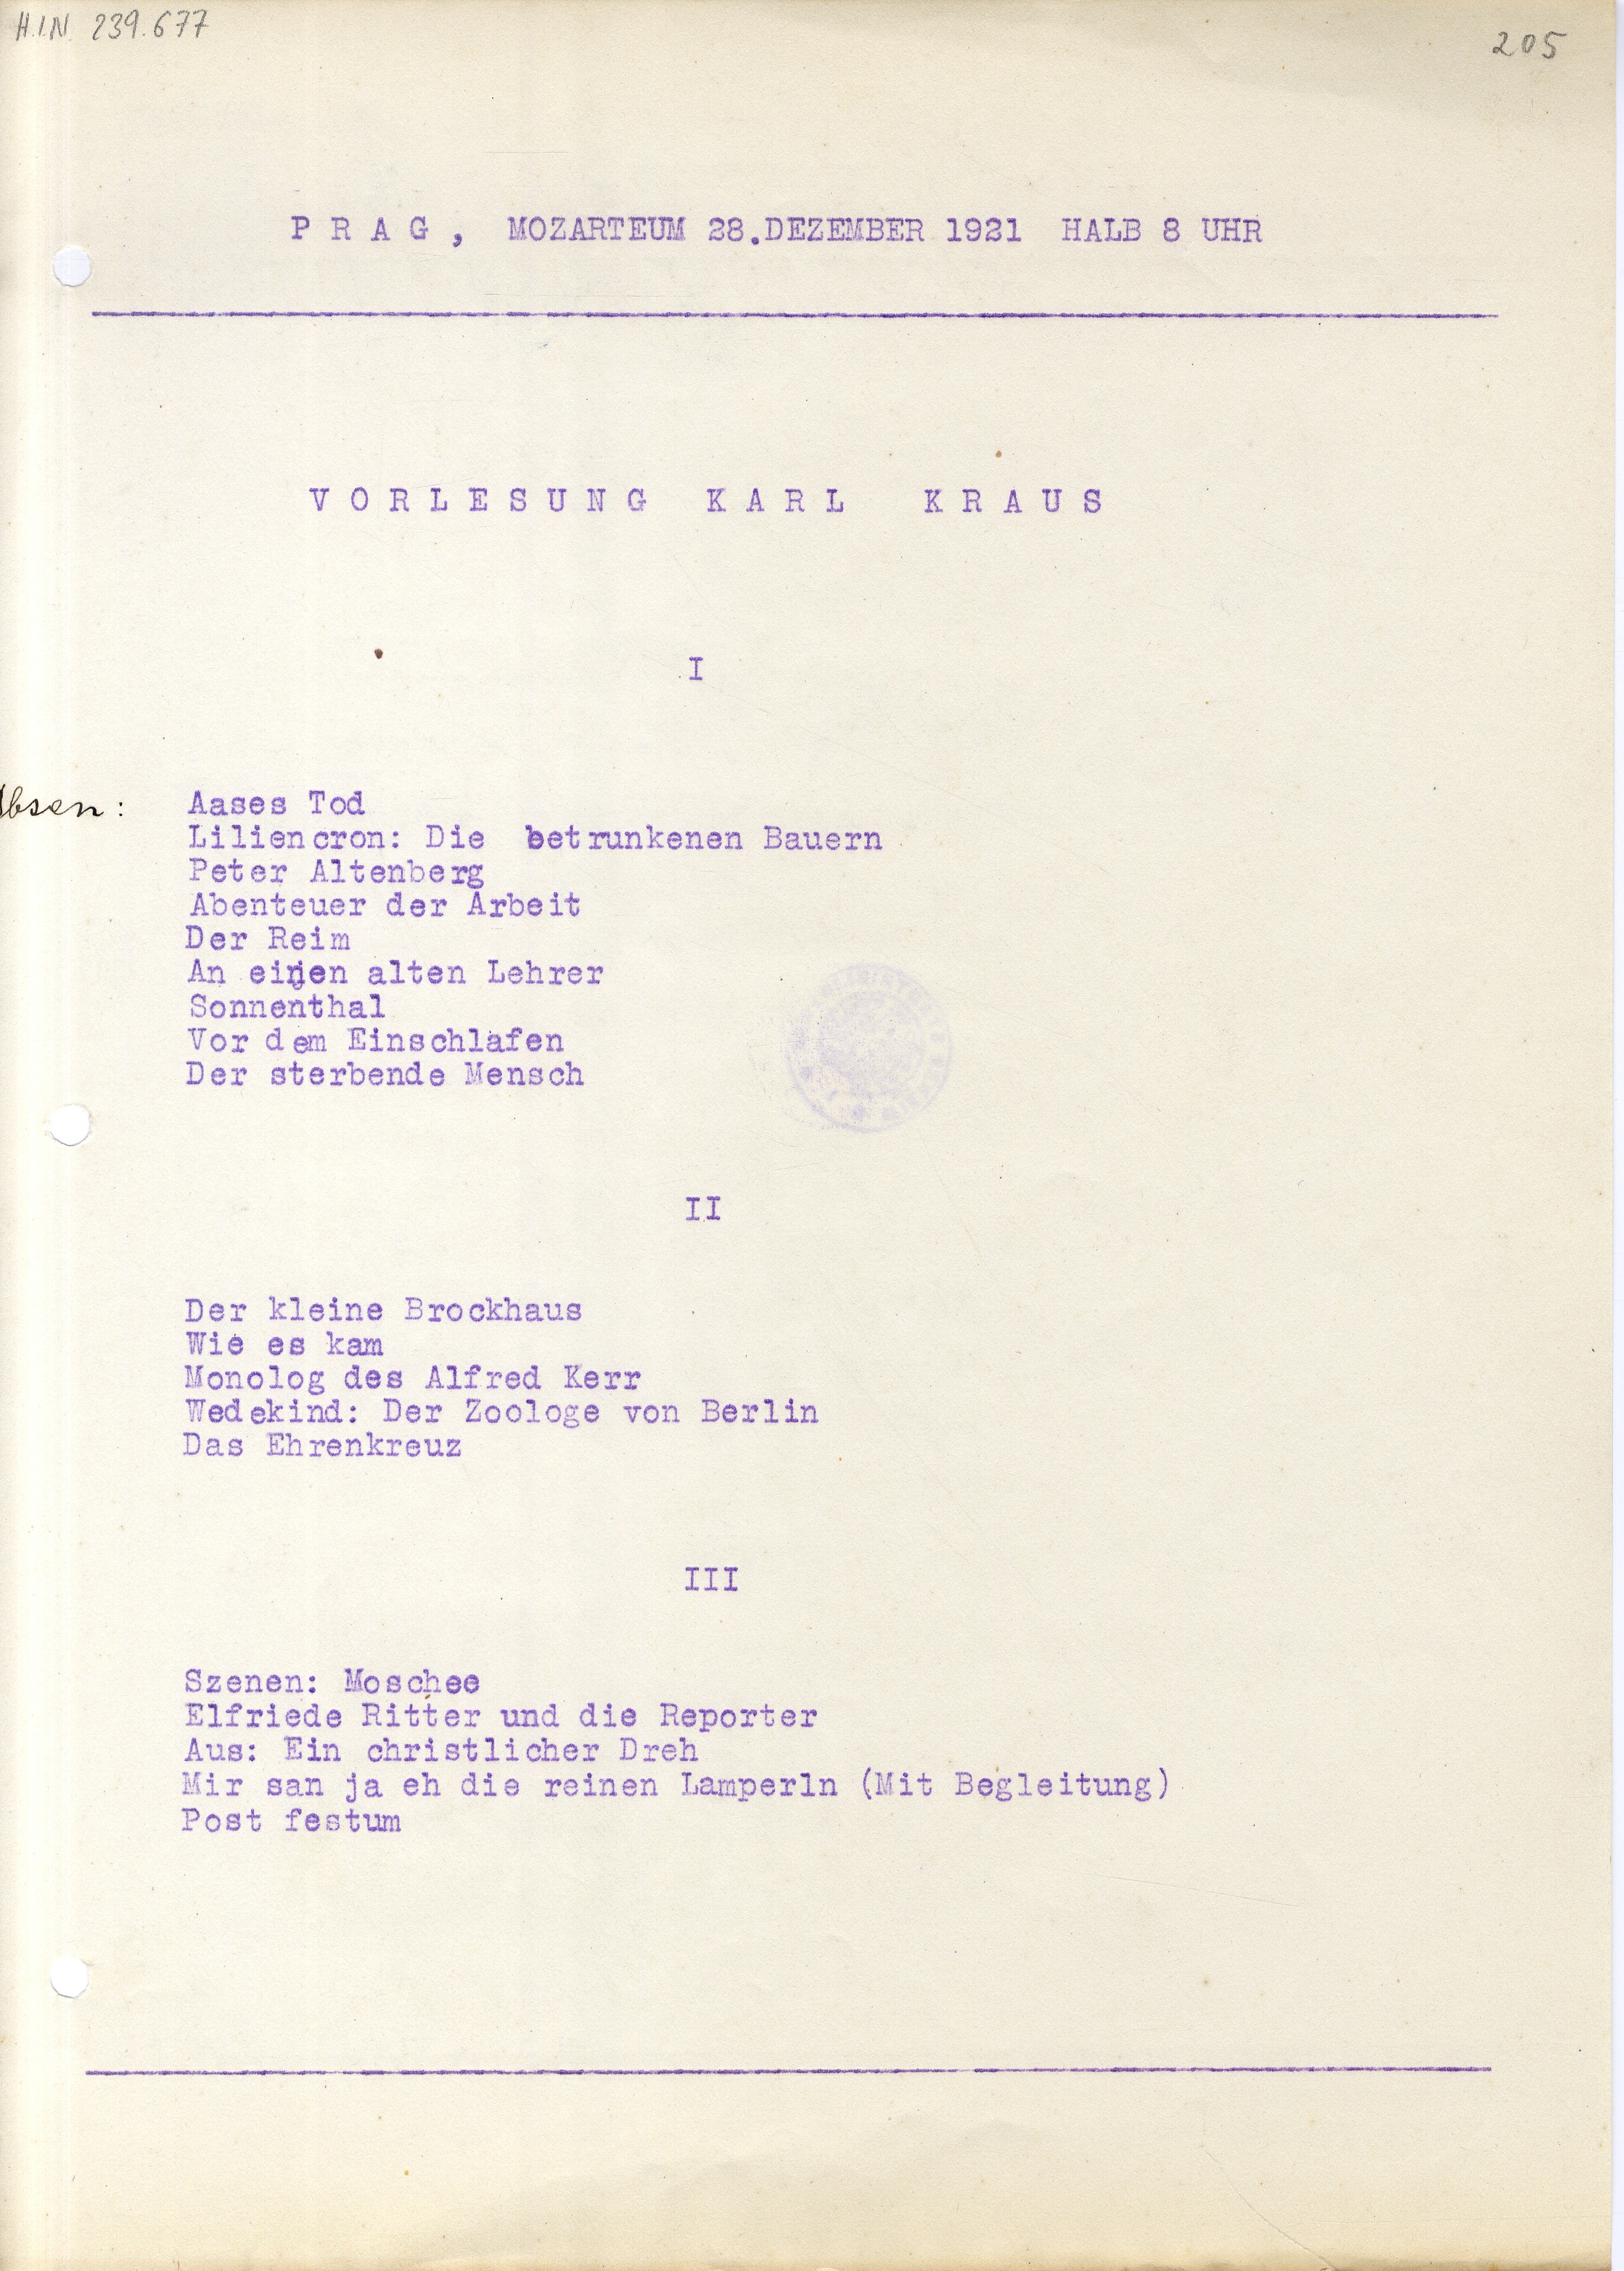 H.I.N. 239.677
205
P R A G , MOZARTEUM 28.DEZEMBER 1921 HALB 8 UHR
V O R L E S U N G K A R L K R A U S
I
Ibsen: Aases Tod
Liliencron: Die betrunkenen Bauern
Peter Altenberg
Abenteuer der Arbeit
Der Reim
An einen alten Lehrer
Sonnenthal
Vor dem Einschlafen
Der sterbende Mensch
II
Der kleine Brockhaus
Wie es kam
Monolog des Alfred Kerr
Wedekind: Der Zoologe von Berlin
Das Ehrenkreuz
III
Szenen: Moschee
Elfriede Ritter und die Reporter
Aus: Ein christlicher Dreh
Mir san ja eh die reinen Lamperln (Mit Begleitung)
Post festum